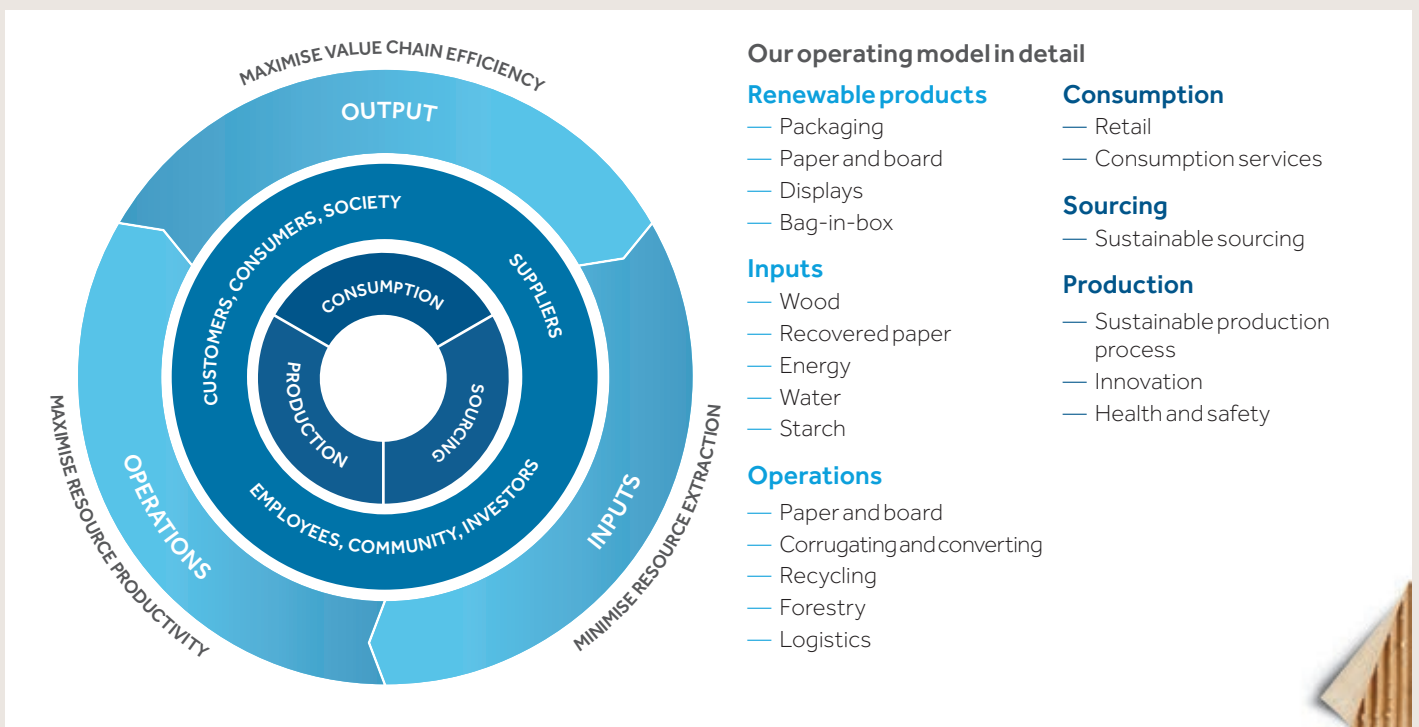 MAXIMISE VALUE CHAIN EFFICIENCY
OUTPUT
CUSTOMERS, CONSUMERS, SOCIETY
SUPPLIERS
CONSUMPTION
PRODUCTION
SOURCING
EMPLOYEES, COMMUNITY, INVESTORS
OPERATIONS
INPUTS
MAXIMISE RESOURCE PRODUCTIVITY
MINIMISE RESOURCE EXTRACTION
Our operating model in detail
Renewable products
— Packaging
— Paper and board
— Displays
— Bag-in-box
Inputs
— Wood
— Recovered paper
— Energy
— Water
— Starch
Operations
— Paper and board
— Corrugating and converting
— Recycling
— Forestry
— Logistics
Consumption
— Retail
— Consumption services
Sourcing
— Sustainable sourcing
Production
— Sustainable production
process
— Innovation
— Health and safety